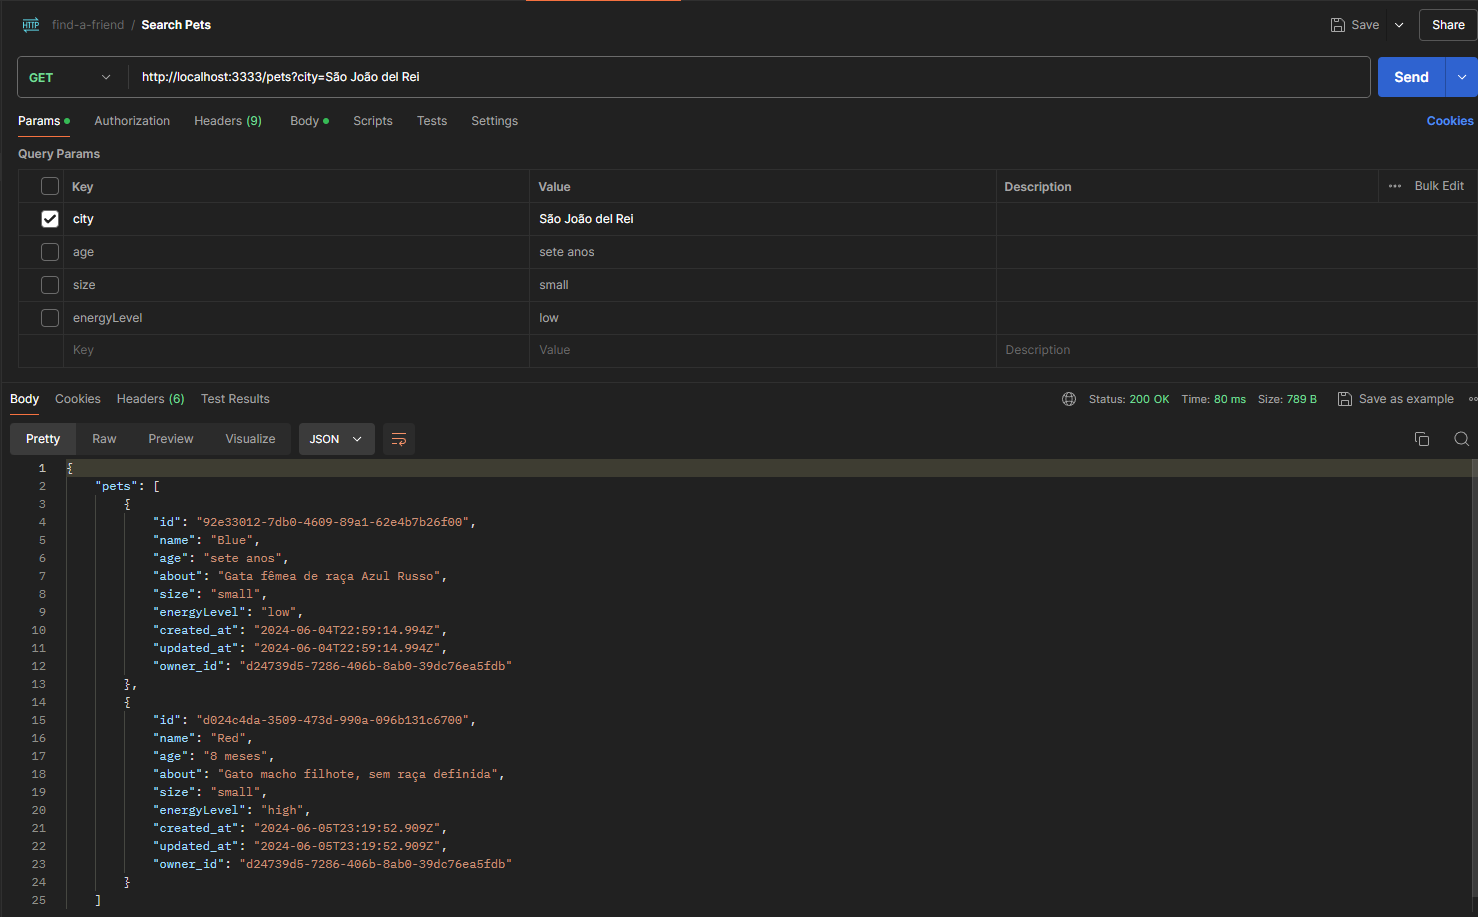 HTTP find-a-friend / Search Pets Save Share
GET http://localhost:3333/pets?city=São João del Rei Send
Params Authorization Headers (9) Body Scripts Tests Settings Cookies
Query Params
Key Value Description ··· Bulk Edit
city São João del Rei
age sete anos
size small
energyLevel low
Key Value Description
Body Cookies Headers (6) Test Results Status: 200 OK Time: 80 ms Size: 789 B Save as example
Pretty Raw Preview Visualize JSON
1 {
2 "pets": [
3 {
4 "id": "92e33012-7db0-4609-89a1-62e4b7b26f00",
5 "name": "Blue",
6 "age": "sete anos",
7 "about": "Gata fêmea de raça Azul Russo",
8 "size": "small",
9 "energyLevel": "low",
10 "created_at": "2024-06-04T22:59:14.994Z",
11 "updated_at": "2024-06-04T22:59:14.994Z",
12 "owner_id": "d24739d5-7286-406b-8ab0-39dc76ea5fdb"
13 },
14 {
15 "id": "d024c4da-3509-473d-990a-096b131c6700",
16 "name": "Red",
17 "age": "8 meses",
18 "about": "Gato macho filhote, sem raça definida",
19 "size": "small",
20 "energyLevel": "high",
21 "created_at": "2024-06-05T23:19:52.909Z",
22 "updated_at": "2024-06-05T23:19:52.909Z",
23 "owner_id": "d24739d5-7286-406b-8ab0-39dc76ea5fdb"
24 }
25 ]